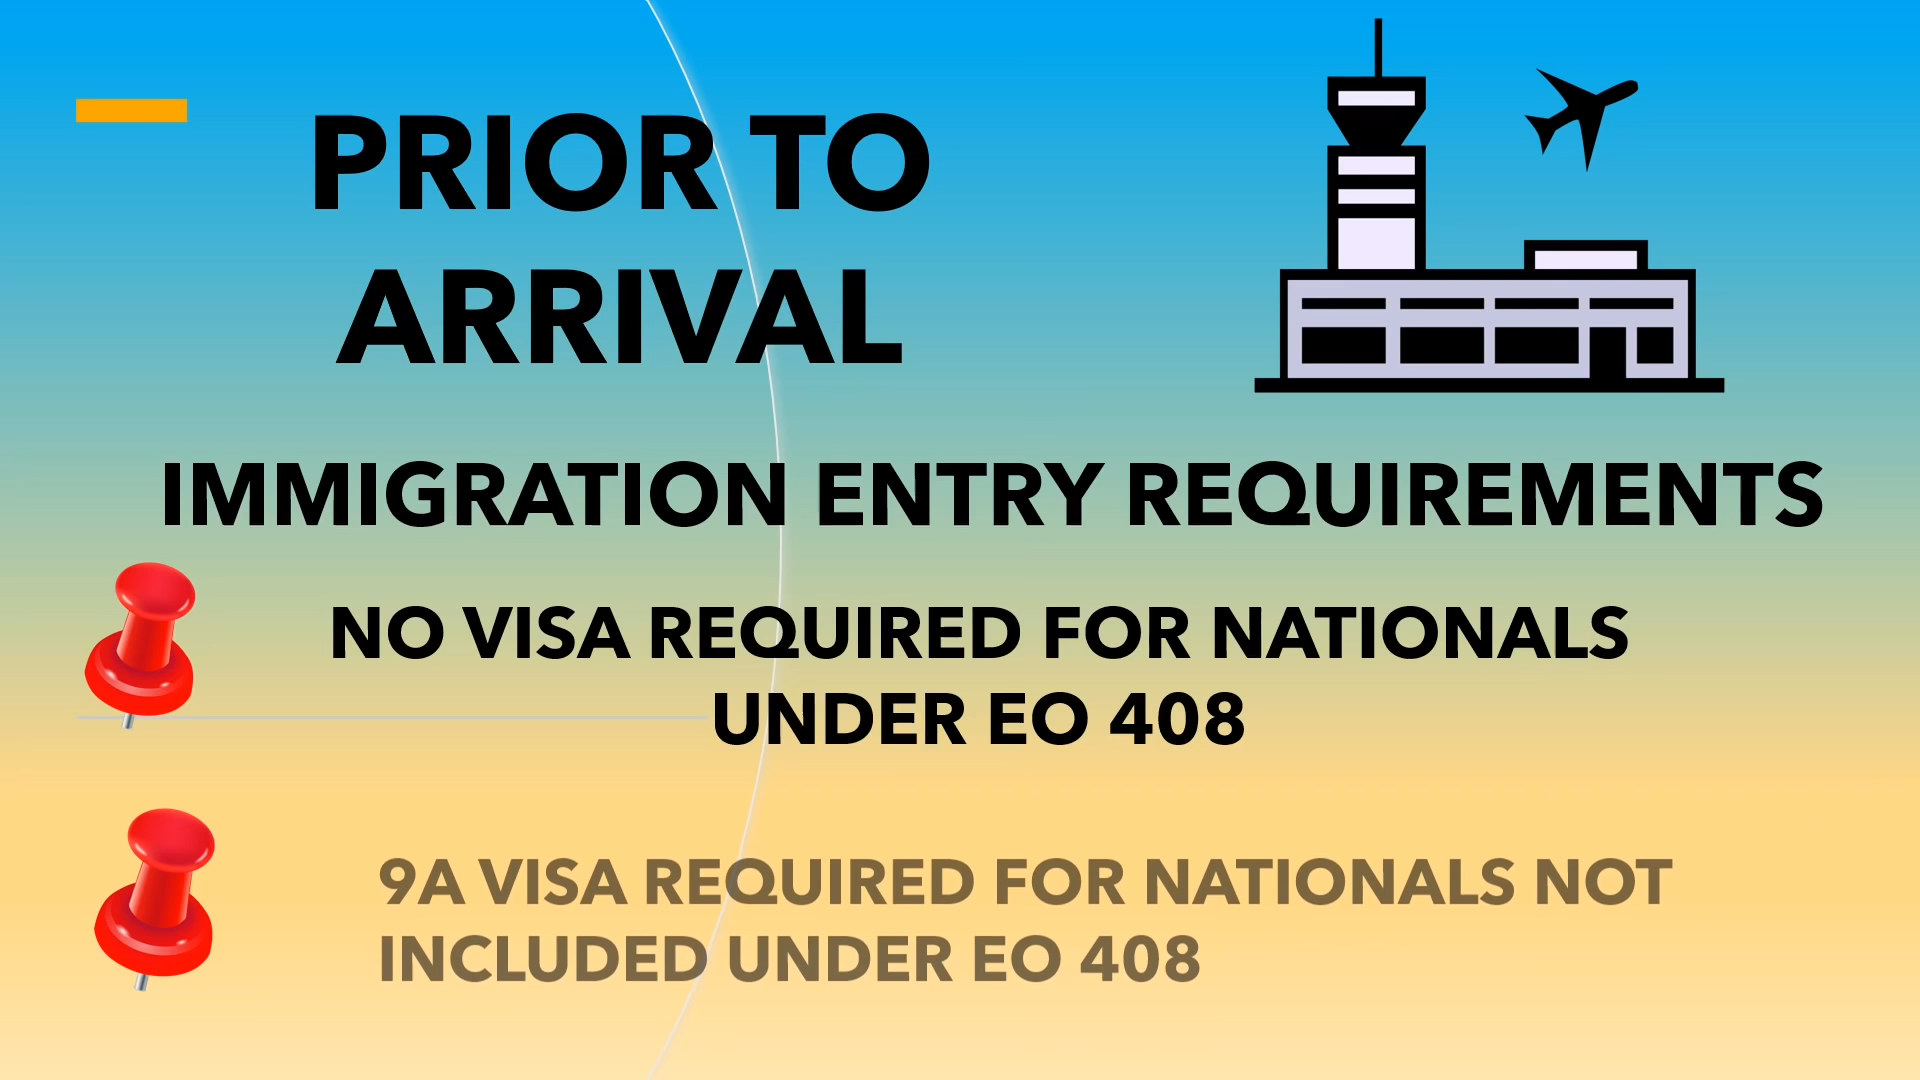 PRIOR TO
ARRIVAL
IMMIGRATION ENTRY REQUIREMENTS
NO VISA REQUIRED FOR NATIONALS
UNDER EO 408
9A VISA REQUIRED FOR NATIONALS NOT
INCLUDED UNDER EO 408